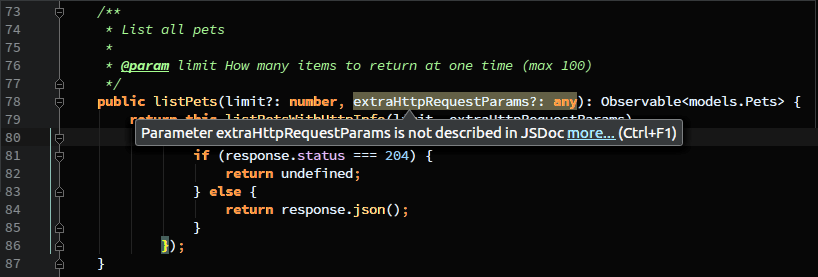 73 /**
74 * List all pets
75 *
76 * @param limit How many items to return at one time (max 100)
77 */
78 public listPets(limit?: number, extraHttpRequestParams?: any): Observable<models.Pets> {
79 return this.listPetsWithHttpInfo(limit, extraHttpRequestParams)
Parameter extraHttpRequestParams is not described in JSDoc more... (Ctrl+F1)
80
81 if (response.status === 204) {
82 return undefined;
83 } else {
84 return response.json();
85 }
86 });
87 }